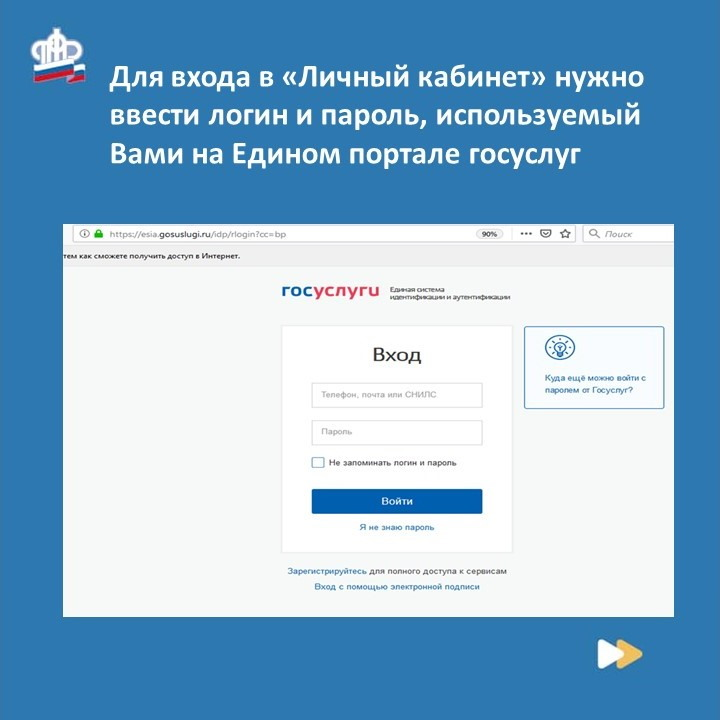 Для входа в «Личный кабинет» нужно
ввести логин и пароль, используемый
Вами на Едином портале госуслуг
https://esia.gosuslugi.ru/idp/rlogin?cc=bp
90%
Поиск
тем как сможете получить доступ в Интернет.
госуслуги
Единая система
идентификации и аутентификации
Вход
Телефон, почта или СНИЛС
Пароль
Не запоминать логин и пароль
Войти
Я не знаю пароль
Куда ещё можно войти с
паролем от Госуслуг?
Зарегистрируйтесь для полного доступа к сервисам
Вход с помощью электронной подписи